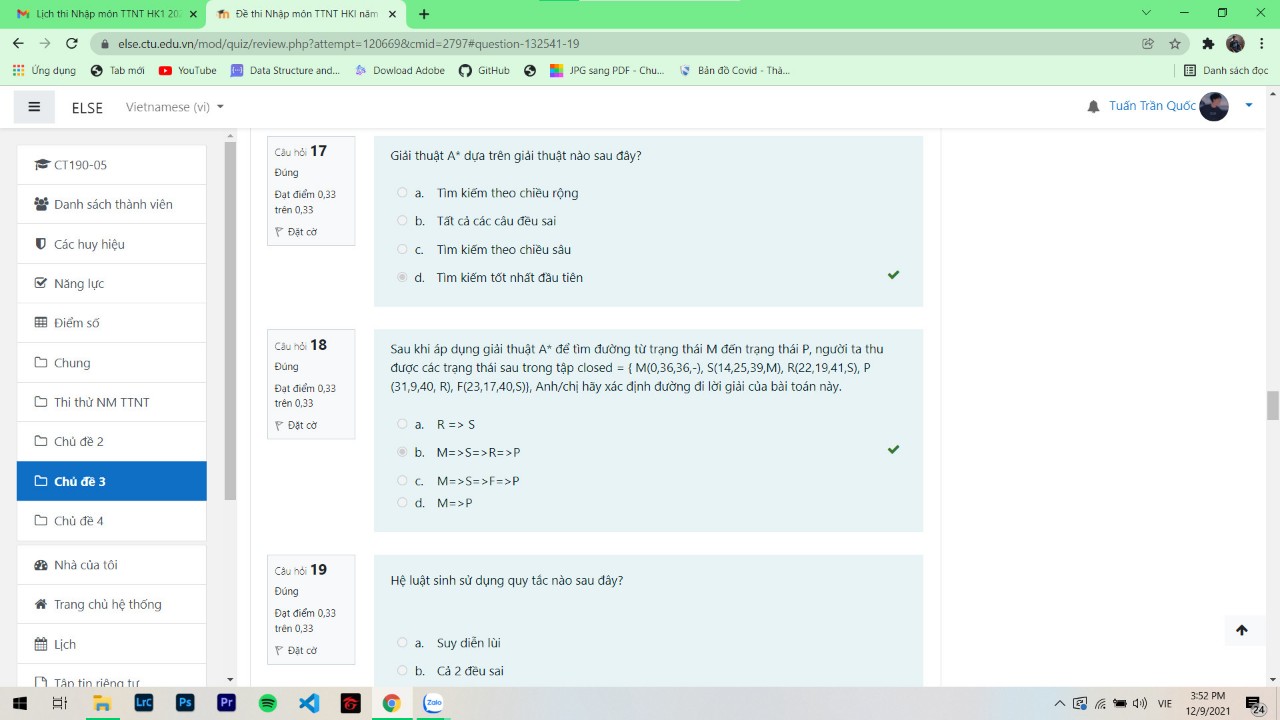 Lịch thi Nhập môn TTNT HK1 202
Đề thi Nhập môn TTNT HKI năm
else.ctu.edu.vn/mod/quiz/review.php?attempt=120669&cmid=2797#question-132541-19
Ứng dụng
Tab mới
YouTube
Data Structure and...
Dowload Adobe
GitHub
JPG sang PDF - Chu...
Bản đồ Covid - Thà...
Danh sách đọc
ELSE
Vietnamese (vi)
Tuấn Trần Quốc
CT190-05
Danh sách thành viên
Các huy hiệu
Năng lực
Điểm số
Chung
Thi thử NM TTNT
Chủ đề 2
Chủ đề 3
Chủ đề 4
Nhà của tôi
Trang chủ hệ thống
Lịch
Tập tin riêng tư
Câu hỏi 17
Đúng
Đạt điểm 0,33
trên 0,33
Đặt cờ
Giải thuật A* dựa trên giải thuật nào sau đây?
a. Tìm kiếm theo chiều rộng
b. Tất cả các câu đều sai
c. Tìm kiếm theo chiều sâu
d. Tìm kiếm tốt nhất đầu tiên
Câu hỏi 18
Đúng
Đạt điểm 0,33
trên 0,33
Đặt cờ
Sau khi áp dụng giải thuật A* để tìm đường từ trạng thái M đến trạng thái P, người ta thu
được các trạng thái sau trong tập closed = { M(0,36,36,-), S(14,25,39,M), R(22,19,41,S), P
(31,9,40, R), F(23,17,40,S)}, Anh/chị hãy xác định đường đi lời giải của bài toán này.
a. R => S
b. M=>S=>R=>P
c. M=>S=>F=>P
d. M=>P
Câu hỏi 19
Đúng
Đạt điểm 0,33
trên 0,33
Đặt cờ
Hệ luật sinh sử dụng quy tắc nào sau đây?
a. Suy diễn lùi
b. Cả 2 đều sai
LrC
Ps
Pr
Zalo
VIE
3:52 PM
12/9/2021
24